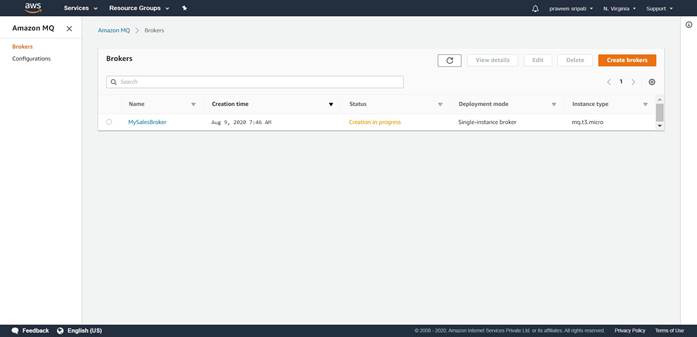 aws Services Resource Groups praveen sripati N. Virginia Support
Amazon MQ
Brokers
Configurations
Amazon MQ Brokers
Brokers
View details Edit Delete Create brokers
Search
1
Name Creation time Status Deployment mode Instance type
MySalesBroker Aug 9, 2020 7:46 AM Creation in progress Single-instance broker mq.t3.micro
Feedback English (US) © 2008 - 2020, Amazon Internet Services Private Ltd. or its affiliates. All rights reserved. Privacy Policy Terms of Use